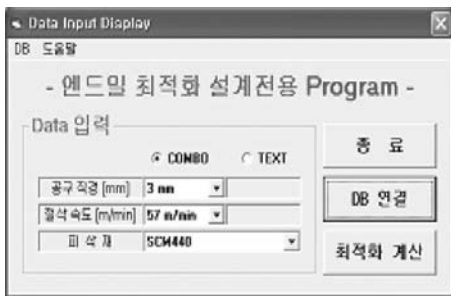 Data Input Display
DB 도움말
- 엔드밀 최적화 설계전용 Program -
Data 입력
COMBO TEXT
공구 직경 [mm] 3 mm
절삭 속도 [m/min] 57 m/min
피 삭 재 SCM440
종 료
DB 연결
최적화 계산